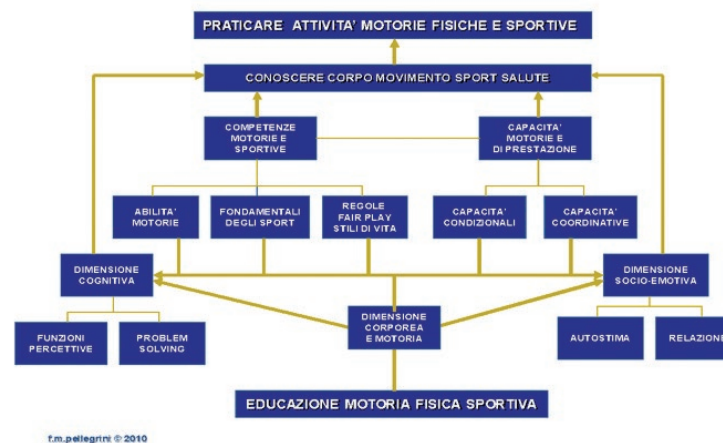 PRATICARE ATTIVITA' MOTORIE FISICHE E SPORTIVE
CONOSCERE CORPO MOVIMENTO SPORT SALUTE
COMPETENZE
MOTORIE E
SPORTIVE
CAPACITA'
MOTORIE E
DI PRESTAZIONE
ABILITA'
MOTORIE
FONDAMENTALI
DEGLI SPORT
REGOLE
FAIR PLAY
STILI DI VITA
CAPACITA'
CONDIZIONALI
CAPACITA'
COORDINATIVE
DIMENSIONE
COGNITIVA
DIMENSIONE
SOCIO-EMOTIVA
DIMENSIONE
CORPOREA
E MOTORIA
FUNZIONI
PERCETTIVE
PROBLEM
SOLVING
AUTOSTIMA
RELAZIONE
EDUCAZIONE MOTORIA FISICA SPORTIVA
f.m.pellegrini © 2010